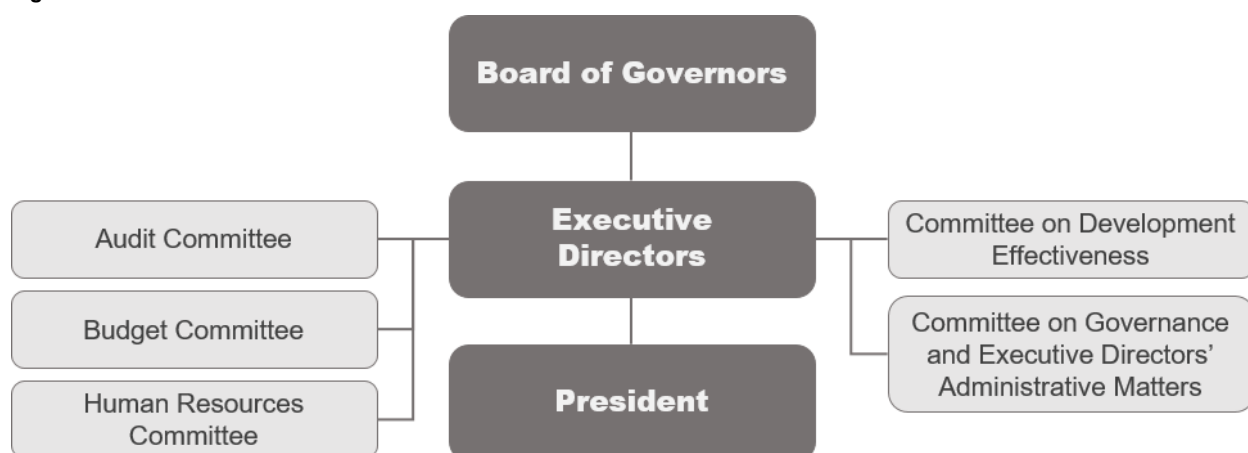 Board of Governors
Executive
Directors
President
Audit Committee
Budget Committee
Human Resources
Committee
Committee on Development
Effectiveness
Committee on Governance
and Executive Directors’
Administrative Matters